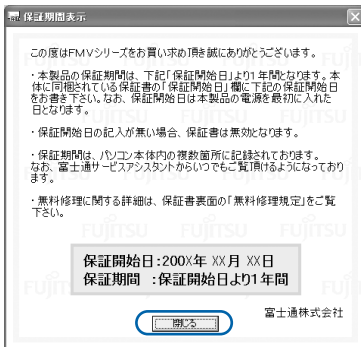 保証期間表示
この度はFMVシリーズをお買い求め頂き誠にありがとうございます。
・本製品の保証期間は、下記「保証開始日」より1年間となります。本
体に同梱されている保証書の「保証開始日」欄に下記の保証開始日
をお書き下さい。なお、保証開始日は本製品の電源を最初に入れた
日となります。
・保証開始日の記入が無い場合、保証書は無効となります。
・保証期間は、パソコン本体内の複数箇所に記録されております。
なお、富士通サービスアシスタントからいつでもご覧頂けるようになっており
ます。
・無料修理に関する詳細は、保証書裏面の「無料修理規定」をご覧
下さい。
保証開始日:200X年 XX月 XX日
保証期間 :保証開始日より1年間
富士通株式会社
閉じる